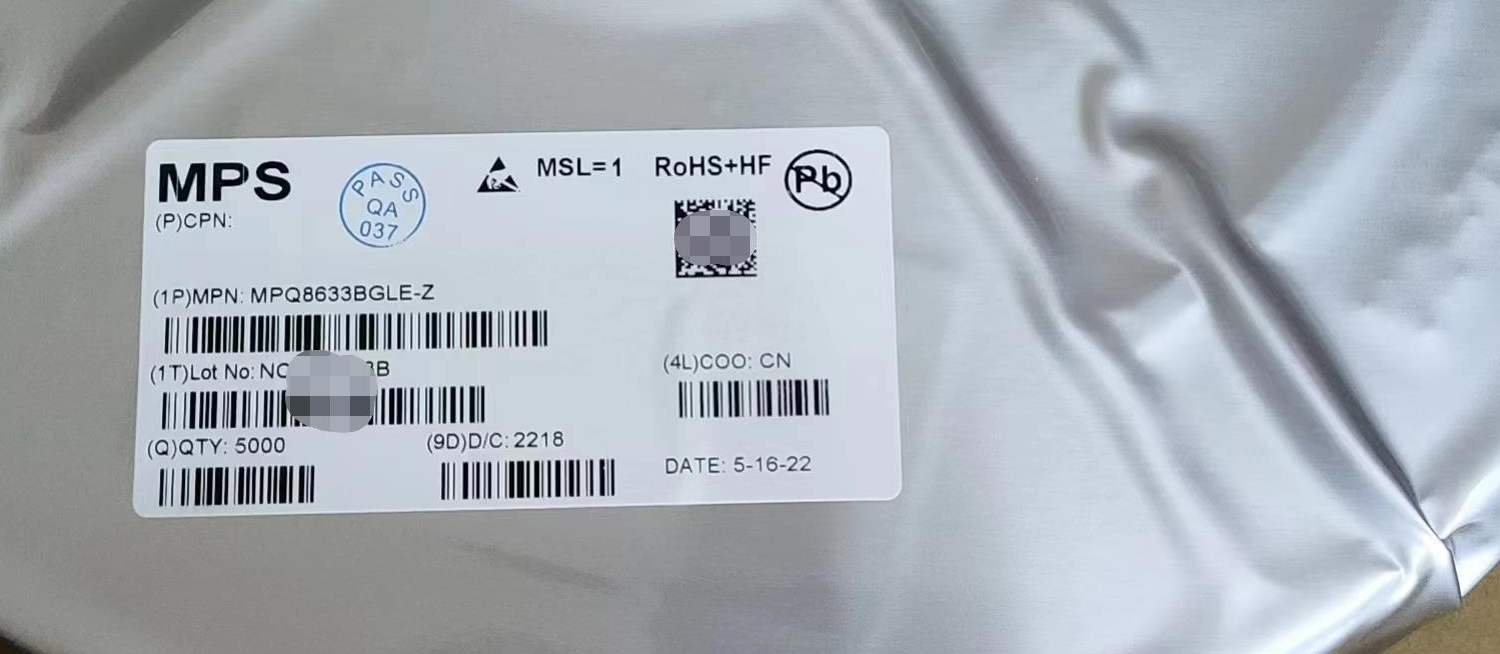 MPS
PASS
QA
037
MSL=1
RoHS+HF
Pb
(P)CPN:
(1P)MPN: MPQ8633BGLE-Z
(1T)Lot No: NC
(4L)COO: CN
(Q)QTY: 5000
(9D)D/C: 2218
DATE: 5-16-22